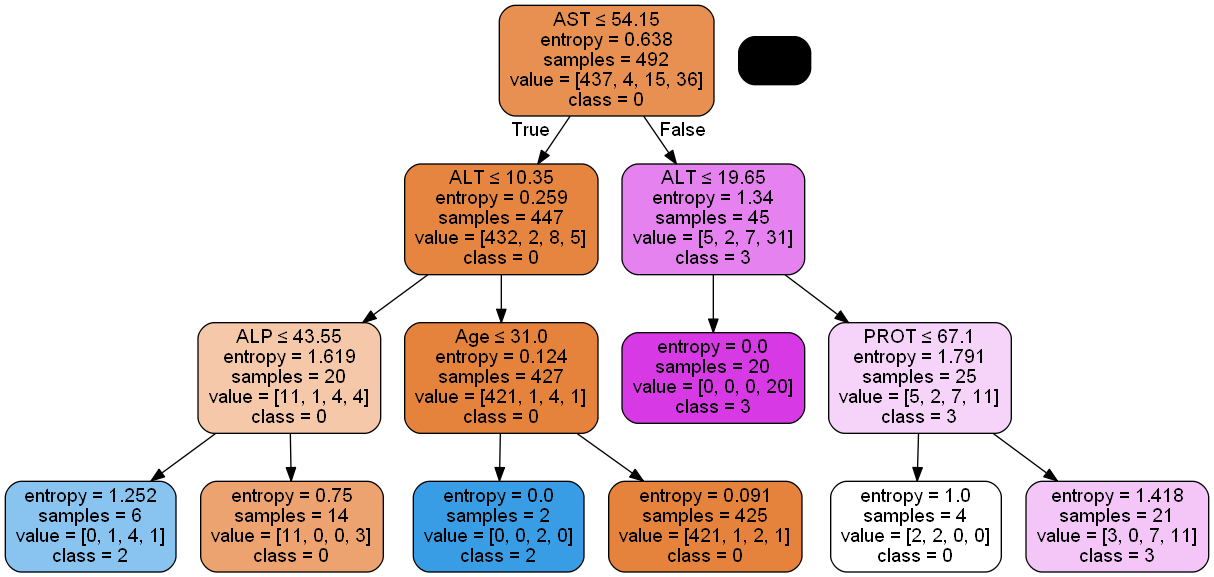 AST ≤ 54.15
entropy = 0.638
samples = 492
value = [437, 4, 15, 36]
class = 0
True
False
ALT ≤ 10.35
entropy = 0.259
samples = 447
value = [432, 2, 8, 5]
class = 0
ALT ≤ 19.65
entropy = 1.34
samples = 45
value = [5, 2, 7, 31]
class = 3
ALP ≤ 43.55
entropy = 1.619
samples = 20
value = [11, 1, 4, 4]
class = 0
Age ≤ 31.0
entropy = 0.124
samples = 427
value = [421, 1, 4, 1]
class = 0
entropy = 0.0
samples = 20
value = [0, 0, 0, 20]
class = 3
PROT ≤ 67.1
entropy = 1.791
samples = 25
value = [5, 2, 7, 11]
class = 3
entropy = 1.252
samples = 6
value = [0, 1, 4, 1]
class = 2
entropy = 0.75
samples = 14
value = [11, 0, 0, 3]
class = 0
entropy = 0.0
samples = 2
value = [0, 0, 2, 0]
class = 2
entropy = 0.091
samples = 425
value = [421, 1, 2, 1]
class = 0
entropy = 1.0
samples = 4
value = [2, 2, 0, 0]
class = 0
entropy = 1.418
samples = 21
value = [3, 0, 7, 11]
class = 3